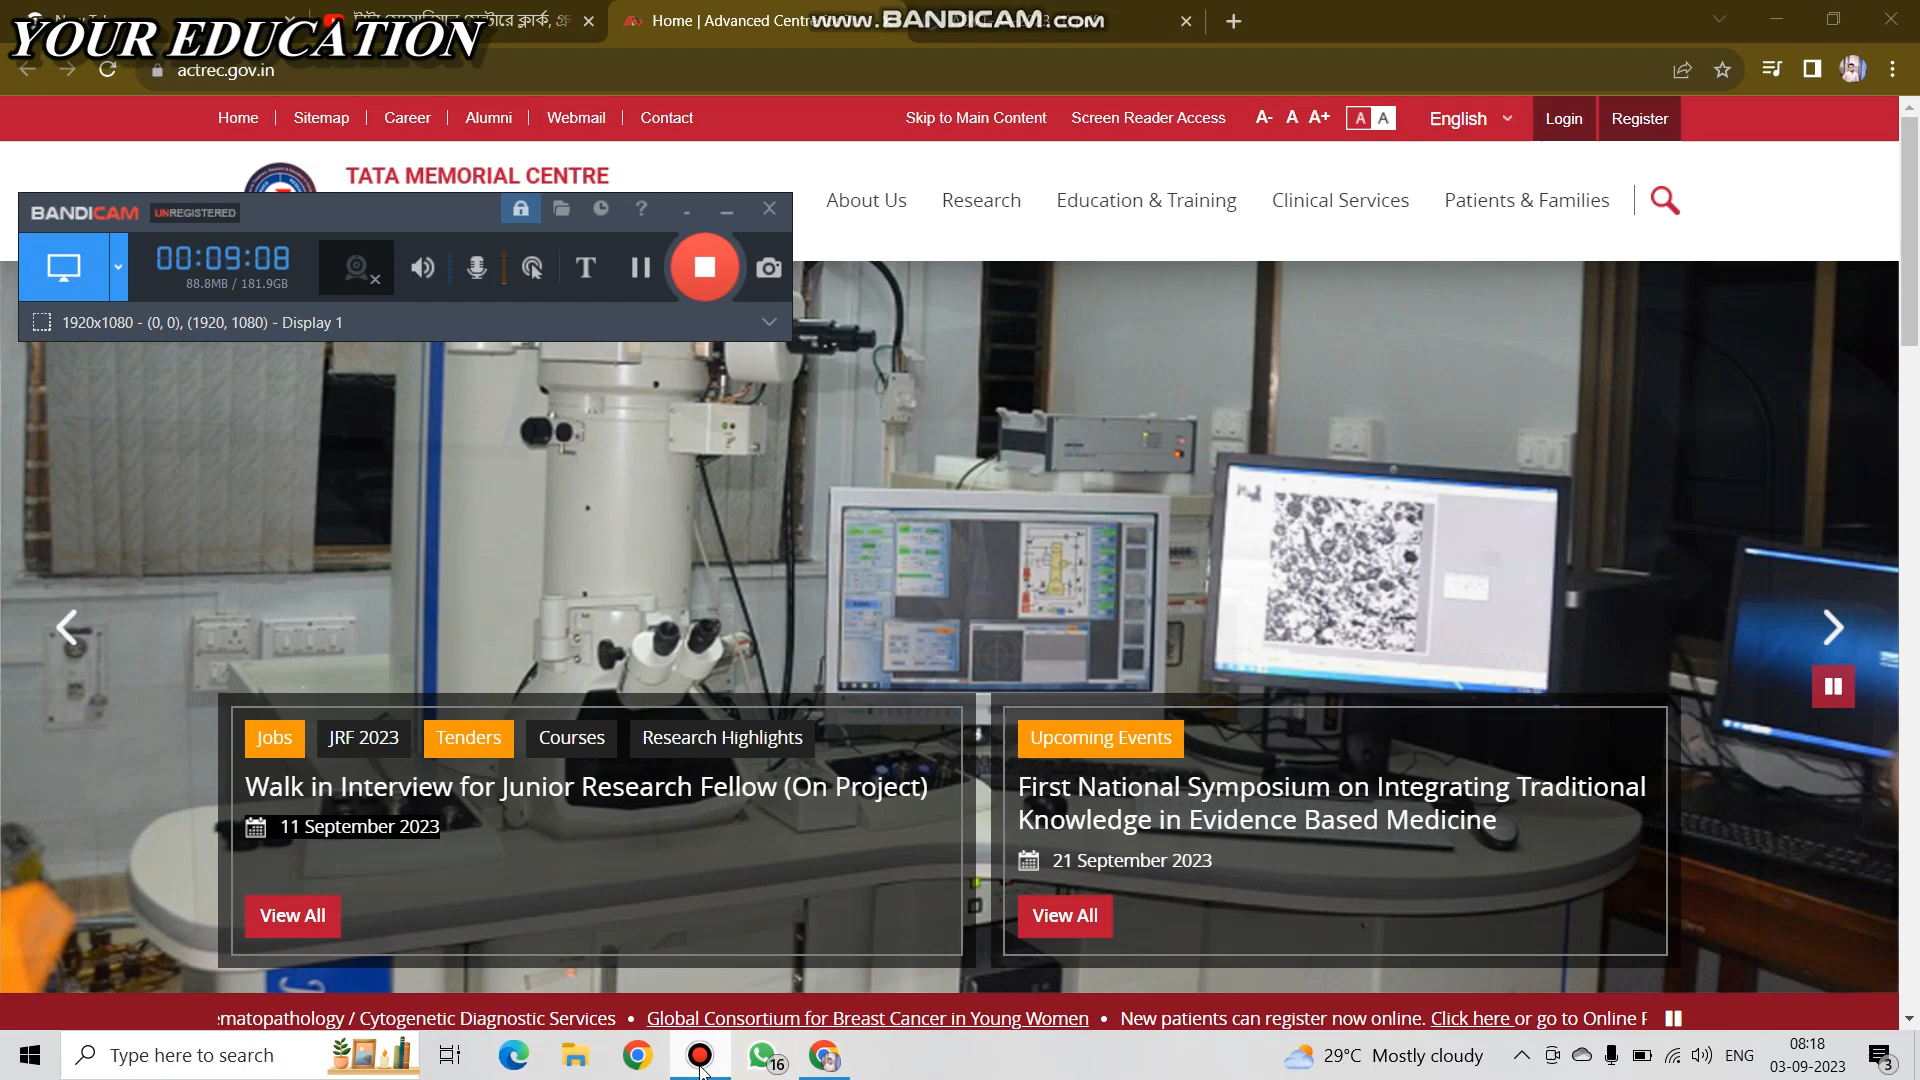 YOUR EDUCATION
www.BANDICAM.com
Home | Advanced Centre
actrec.gov.in
Home
Sitemap
Career
Alumni
Webmail
Contact
Skip to Main Content
Screen Reader Access
A- A A+
A A
English
Login
Register
TATA MEMORIAL CENTRE
About Us
Research
Education & Training
Clinical Services
Patients & Families
BANDICAM UNREGISTERED
00:09:08
88.8MB / 181.9GB
1920x1080 - (0, 0), (1920, 1080) - Display 1
Jobs
JRF 2023
Tenders
Courses
Research Highlights
Walk in Interview for Junior Research Fellow (On Project)
11 September 2023
View All
Upcoming Events
First National Symposium on Integrating Traditional
Knowledge in Evidence Based Medicine
21 September 2023
View All
ematopathology / Cytogenetic Diagnostic Services • Global Consortium for Breast Cancer in Young Women • New patients can register now online. Click here or go to Online
Type here to search
16
29°C Mostly cloudy
ENG
08:18
03-09-2023
3